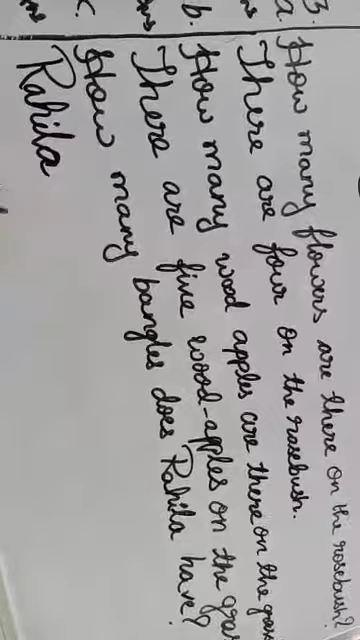 3.
a. How many flowers are there on the rosebush?
There are four on the rosebush.
b. How many wood apples are there on the
There are five wood-apples on the
c. How many bangles does Rahila have?
Rahila